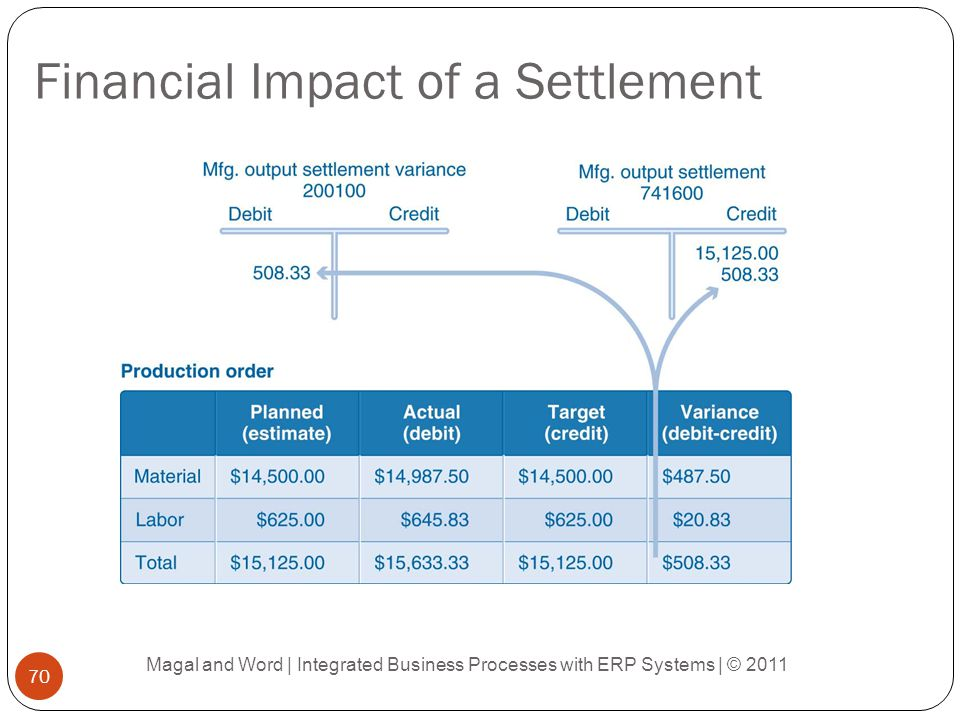 Financial Impact of a Settlement
Mfg. output settlement variance
200100
Debit Credit
508.33
Mfg. output settlement
741600
Debit Credit
15,125.00
508.33
Production order
Planned (estimate) Actual (debit) Target (credit) Variance (debit-credit)
Material $14,500.00 $14,987.50 $14,500.00 $487.50
Labor $625.00 $645.83 $625.00 $20.83
Total $15,125.00 $15,633.33 $15,125.00 $508.33
70
Magal and Word | Integrated Business Processes with ERP Systems | © 2011